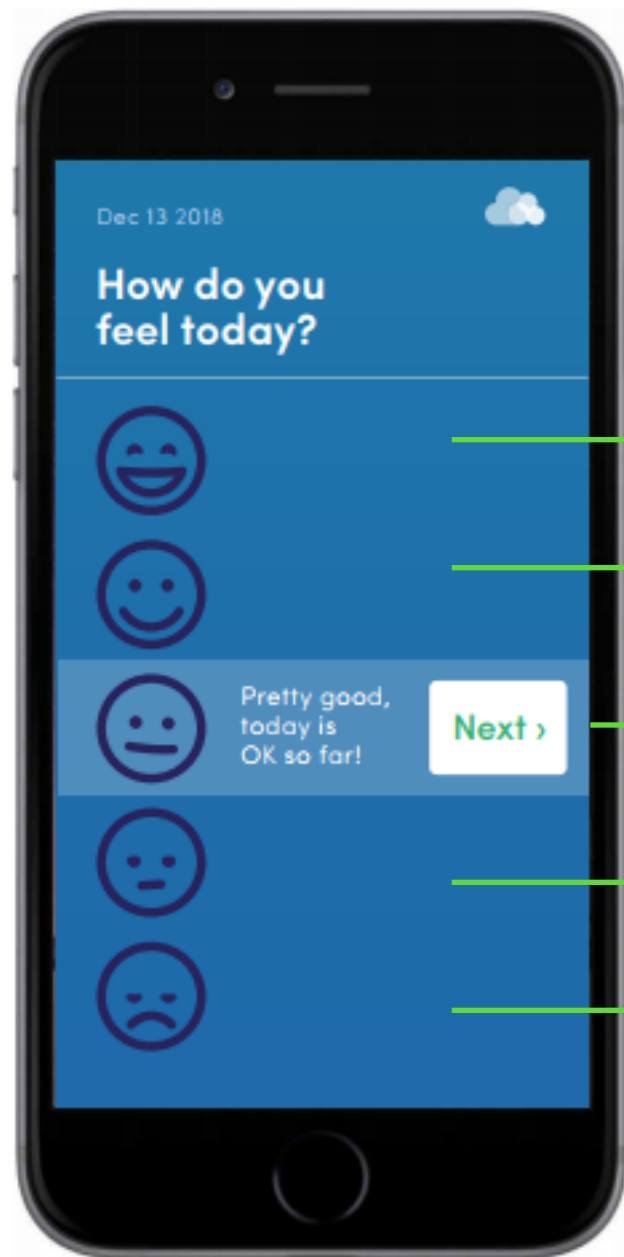 Dec 13 2018
How do you
feel today?
Pretty good,
today is
OK so far!
Next ›